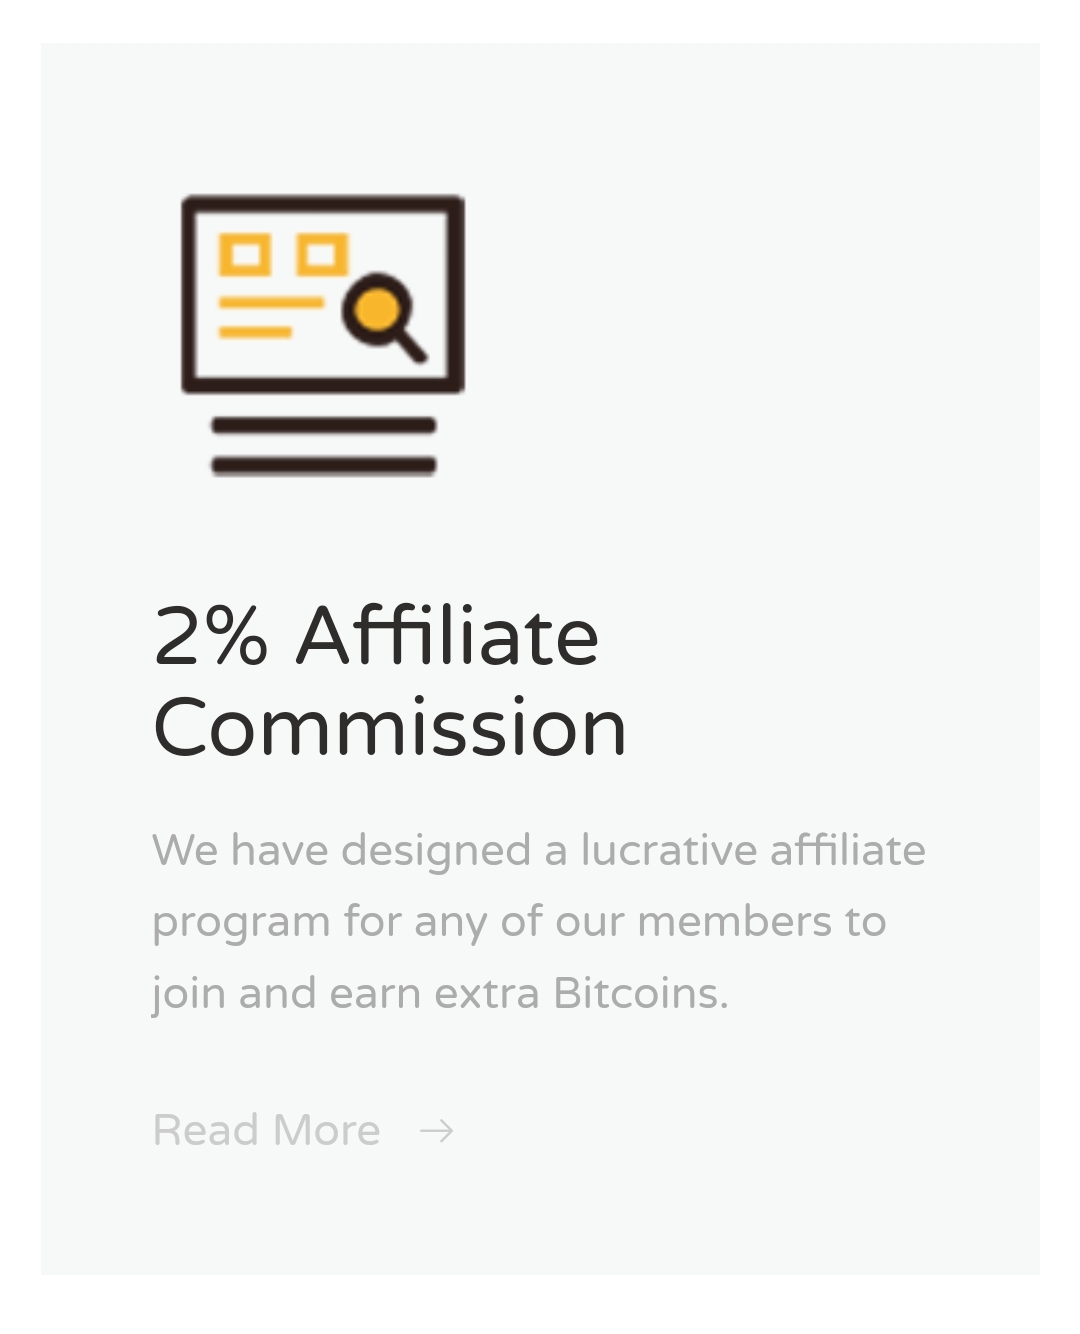 2% Affiliate
Commission
We have designed a lucrative affiliate
program for any of our members to
join and earn extra Bitcoins.
Read More →